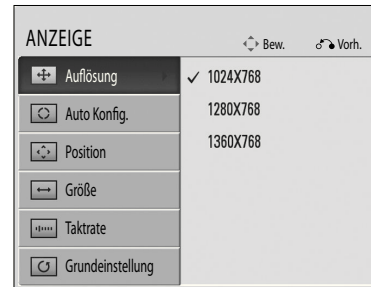 ANZEIGE
Bew. Vorh.
Auflösung
1024X768
Auto Konfig.
1280X768
Position
1360X768
Größe
Taktrate
Grundeinstellung